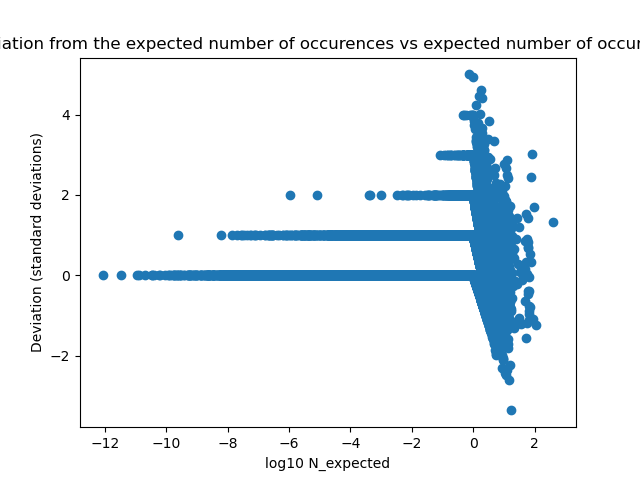 from the expected number of occurences vs expected number of
4
2
0
−2
Deviation (standard deviations)
−12 −10 −8 −6 −4 −2 0 2
log10 N_expected